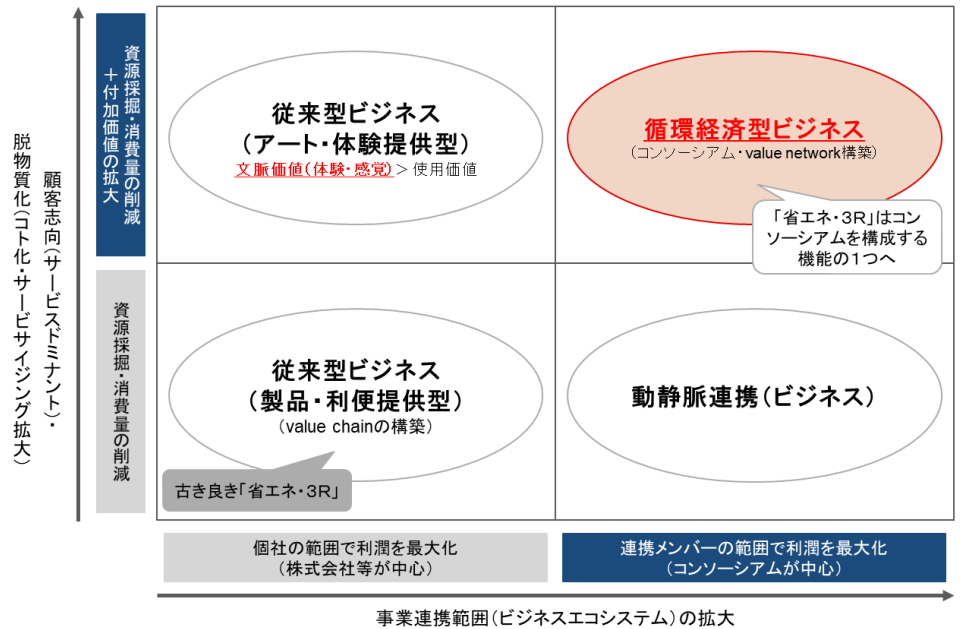 顧客志向(サービスドミナント)・
脱物質化(コト化・サービサイジング拡大)
資源採掘・消費量の削減
＋付加価値の拡大
資源採掘・消費量の削減
従来型ビジネス
(アート・体験提供型)
文脈価値(体験・感覚)＞使用価値
循環経済型ビジネス
(コンソーシアム・value network構築)
「省エネ・3R」はコン
ソーシアムを構成する
機能の1つへ
従来型ビジネス
(製品・利便提供型)
(value chainの構築)
古き良き「省エネ・3R」
動静脈連携(ビジネス)
個社の範囲で利潤を最大化
(株式会社等が中心)
連携メンバーの範囲で利潤を最大化
(コンソーシアムが中心)
事業連携範囲(ビジネスエコシステム)の拡大